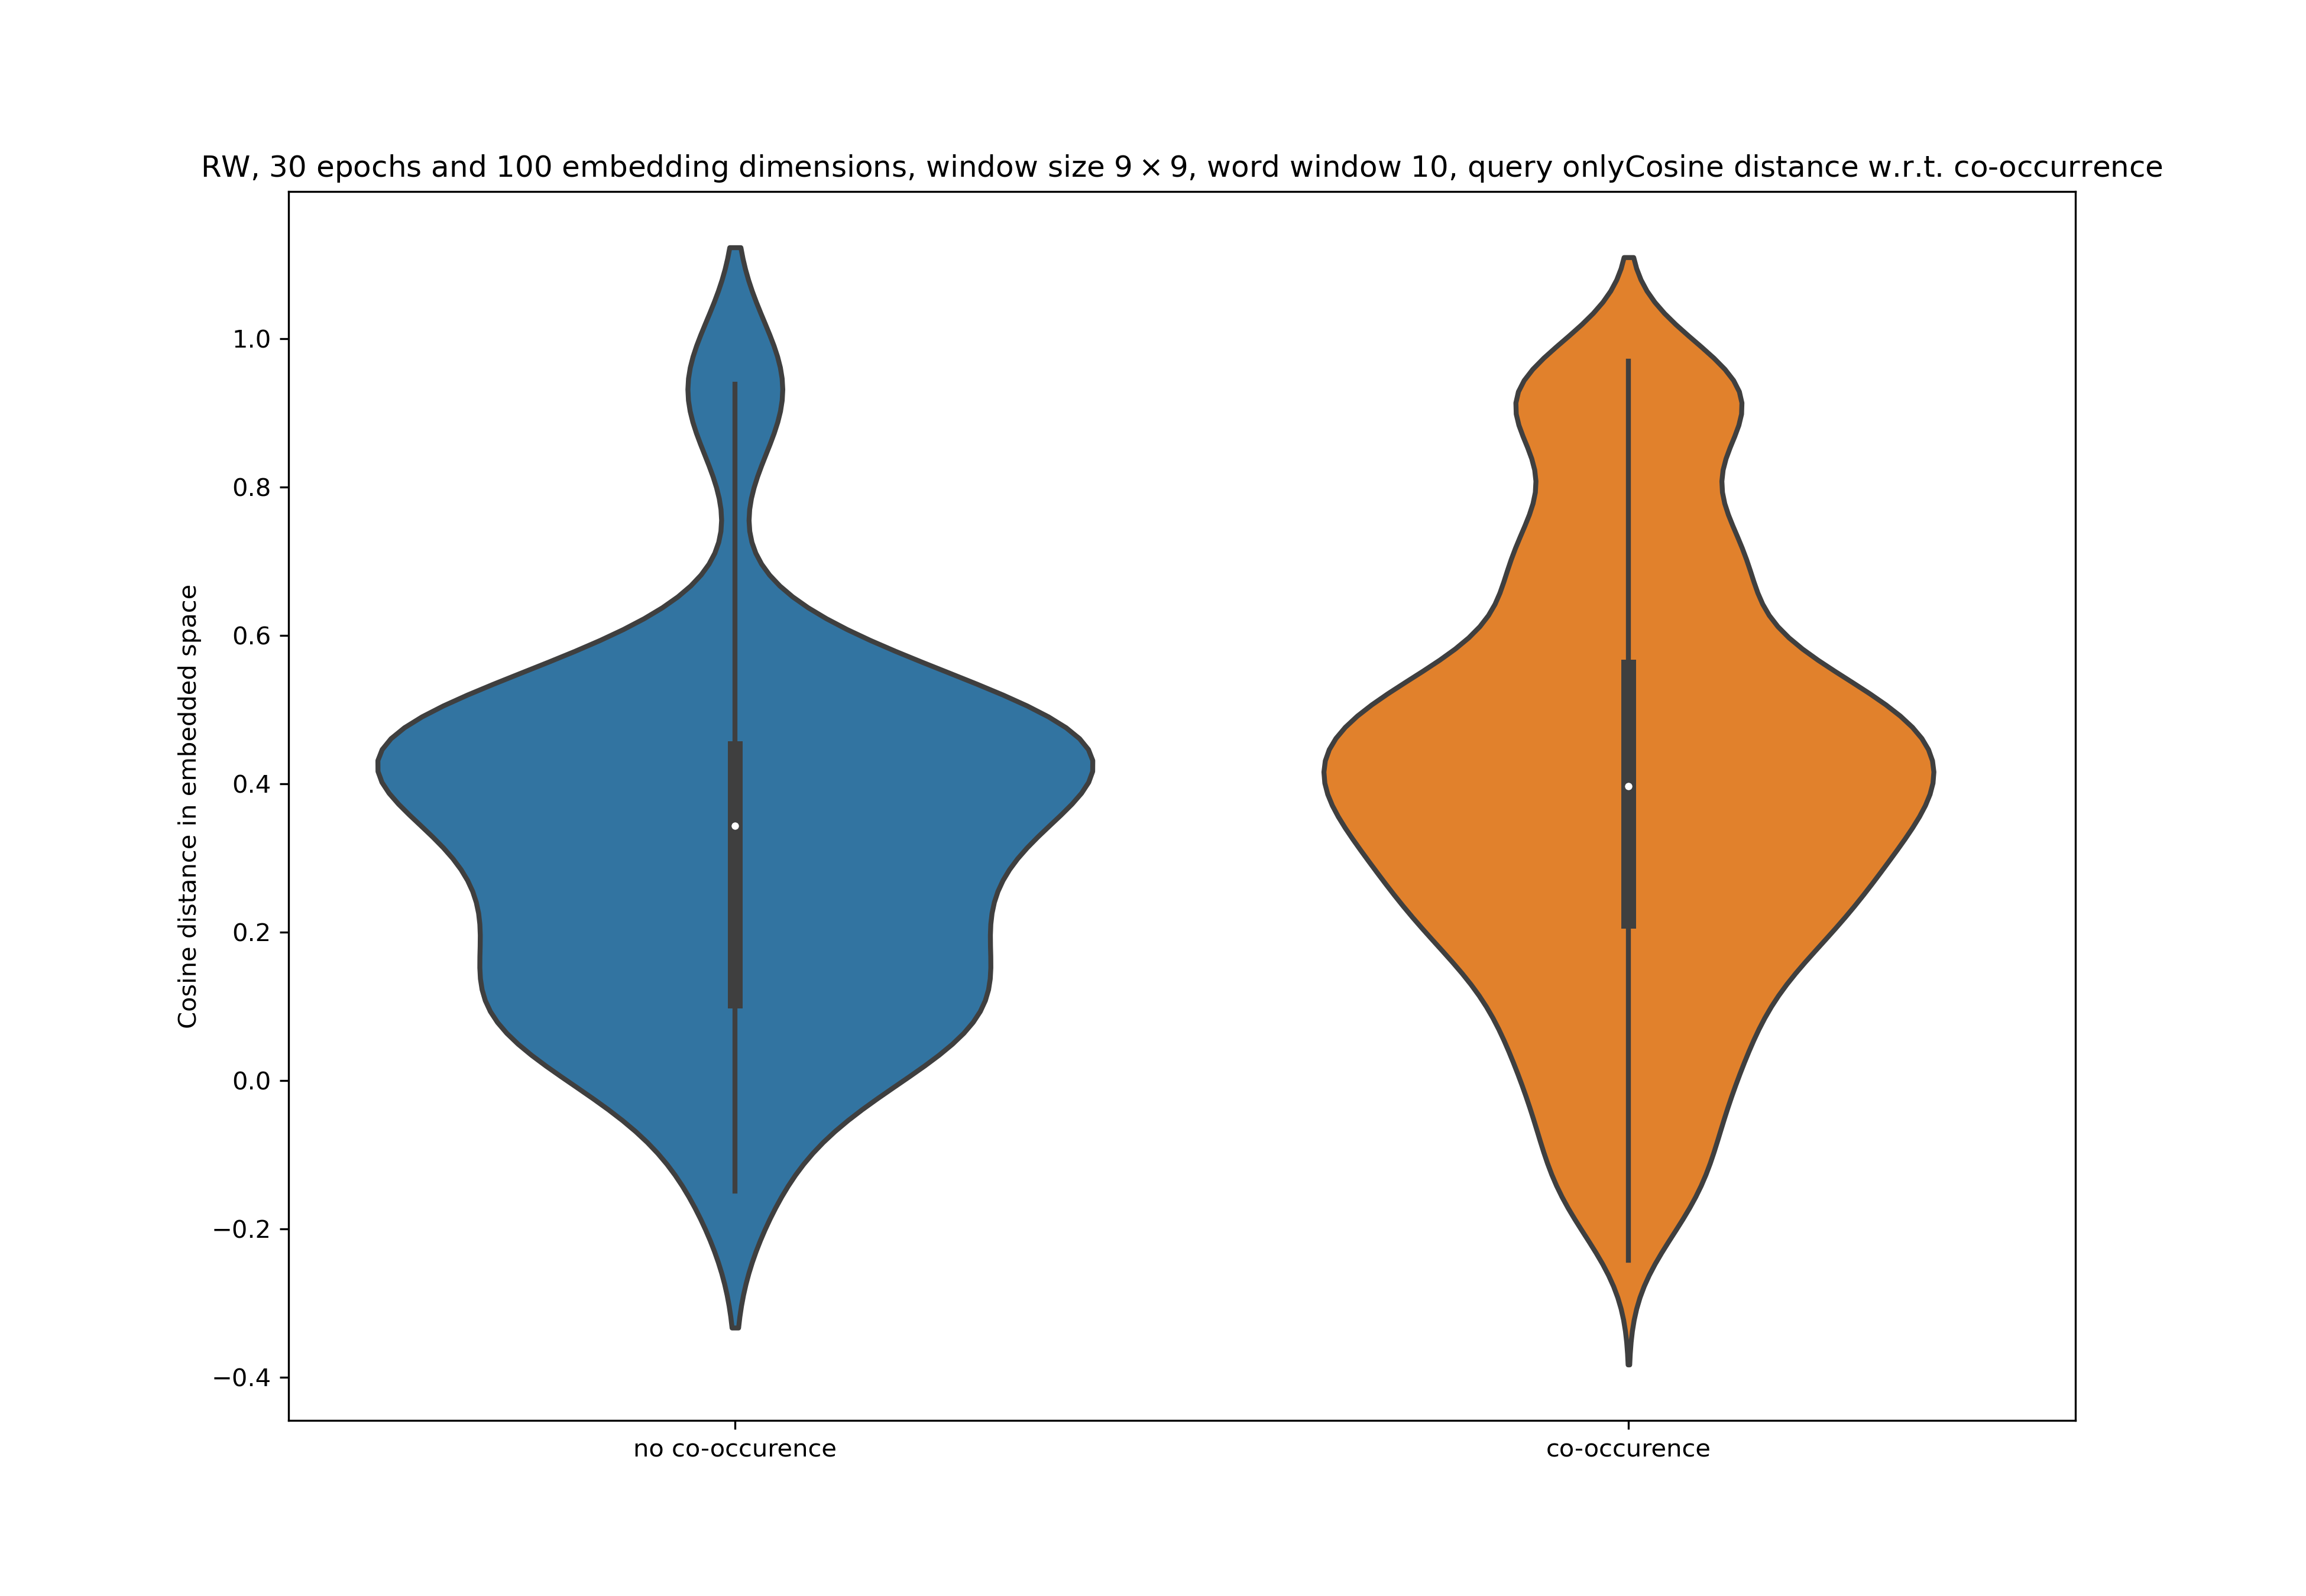 RW, 30 epochs and 100 embedding dimensions, window size 9 × 9, word window 10, query onlyCosine distance w.r.t. co-occurrence
Cosine distance in embedded space
1.0
0.8
0.6
0.4
0.2
0.0
−0.2
−0.4
no co-occurence
co-occurence